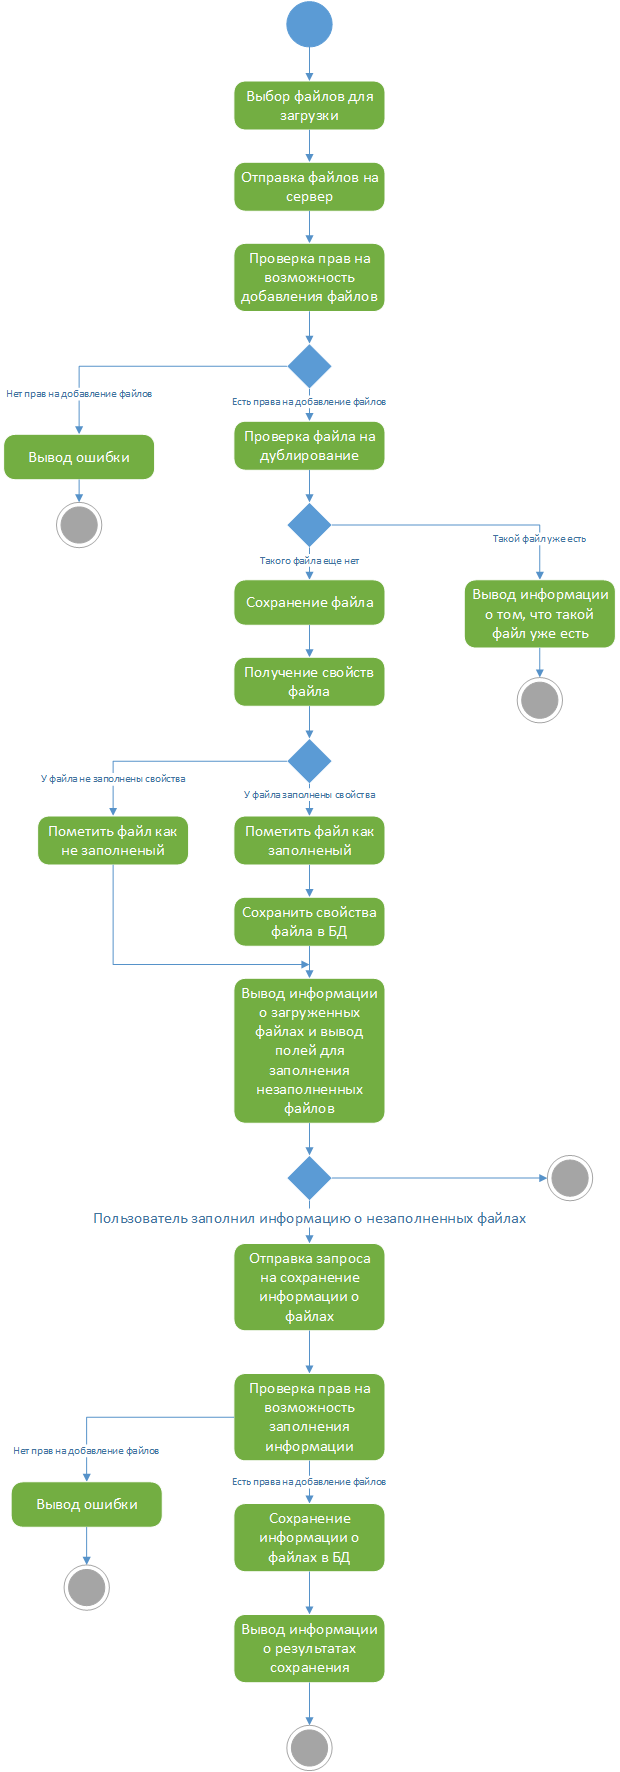 Выбор файлов для
загрузки
Отправка файлов на
сервер
Проверка прав на
возможность
добавления файлов
Нет прав на добавление файлов
Есть права на добавление файлов
Вывод ошибки
Проверка файла на
дублирование
Такой файл уже есть
Такого файла еще нет
Сохранение файла
Вывод информации
о том, что такой
файл уже есть
Получение свойств
файла
У файла не заполнены свойства
У файла заполнены свойства
Пометить файл как
не заполненый
Пометить файл как
заполненый
Сохранить свойства
файла в БД
Вывод информации
о загруженных
файлах и вывод
полей для
заполнения
незаполненных
файлов
Пользователь заполнил информацию о незаполненных файлах
Отправка запроса
на сохранение
информации о
файлах
Проверка прав на
возможность
заполнения
информации
Нет прав на добавление файлов
Есть права на добавление файлов
Вывод ошибки
Сохранение
информации о
файлах в БД
Вывод информации
о результатах
сохранения